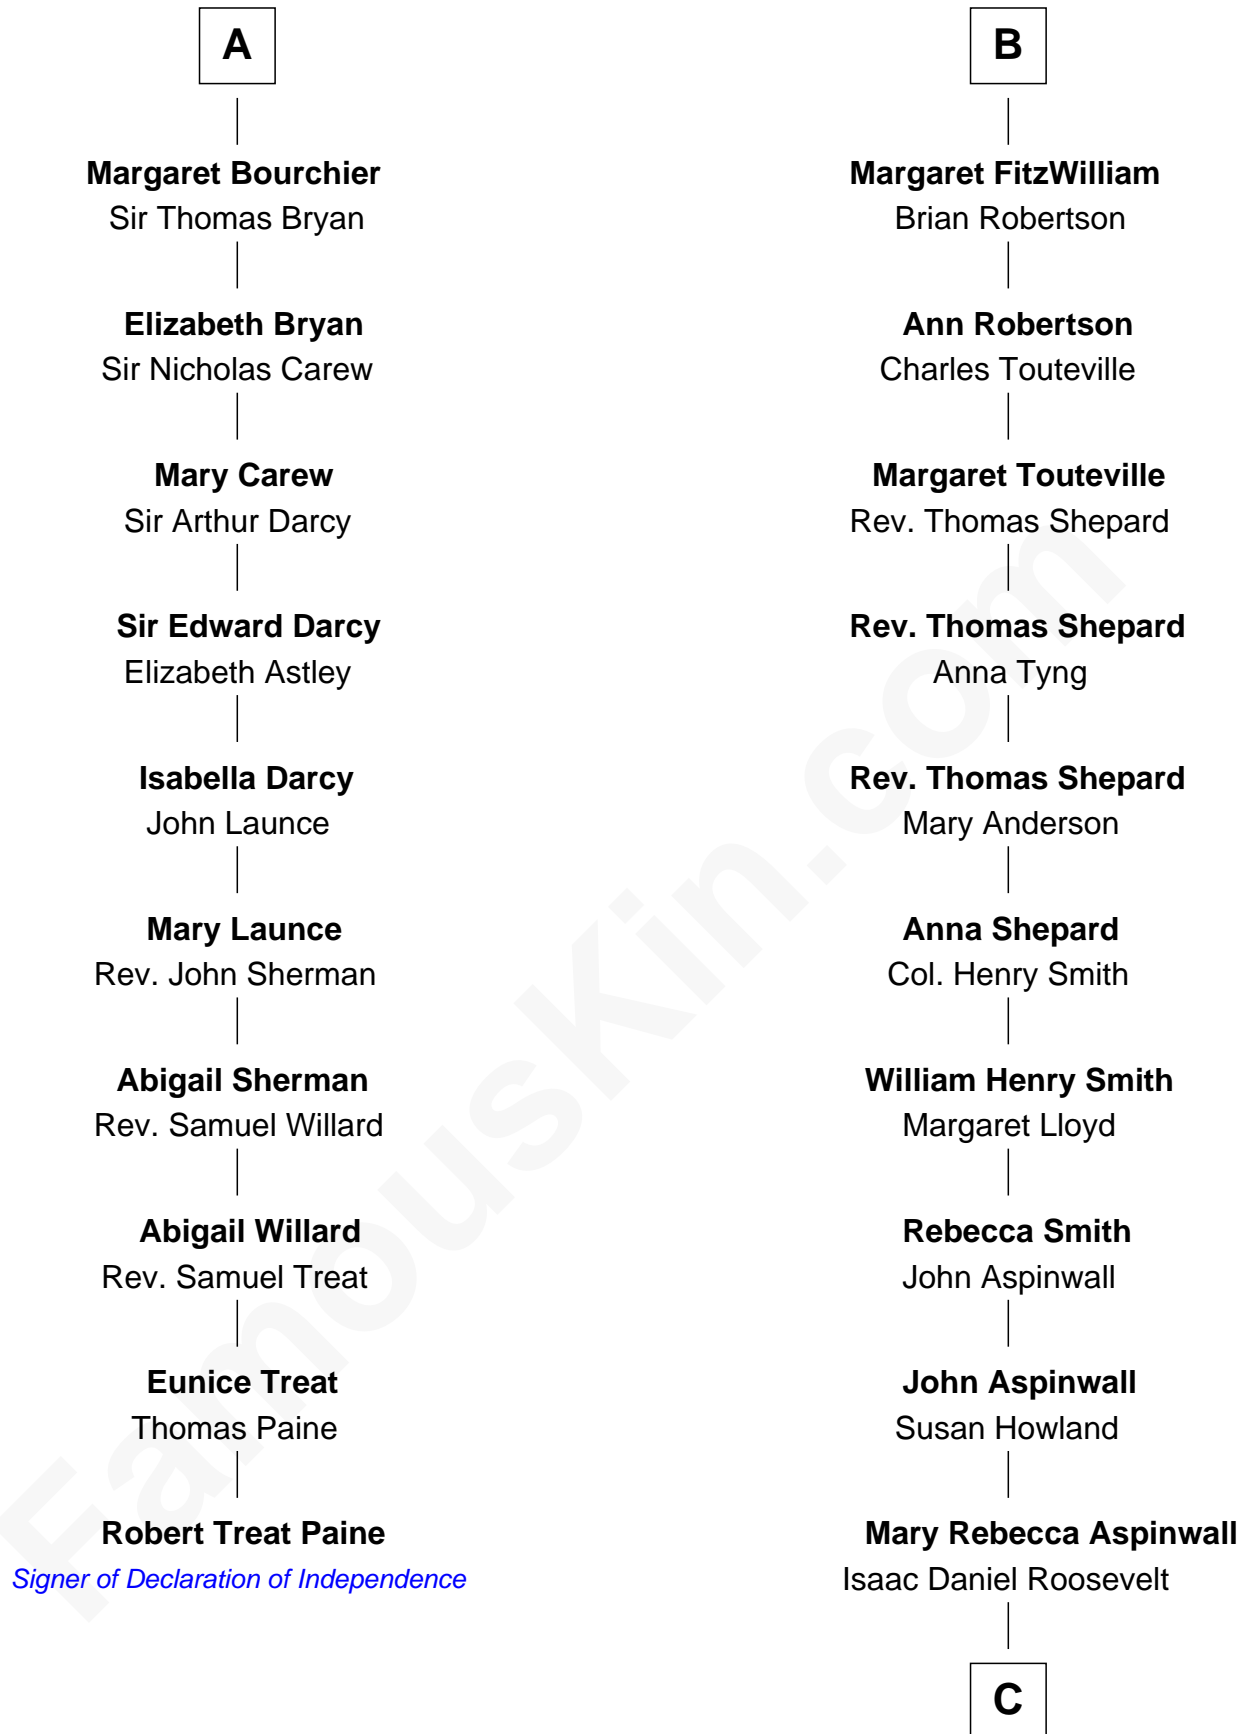 A
Margaret Bourchier
Sir Thomas Bryan
Elizabeth Bryan
Sir Nicholas Carew
Mary Carew
Sir Arthur Darcy
Sir Edward Darcy
Elizabeth Astley
Isabella Darcy
John Launce
Mary Launce
Rev. John Sherman
Abigail Sherman
Rev. Samuel Willard
Abigail Willard
Rev. Samuel Treat
Eunice Treat
Thomas Paine
Robert Treat Paine
Signer of Declaration of Independence
B
Margaret FitzWilliam
Brian Robertson
Ann Robertson
Charles Touteville
Margaret Touteville
Rev. Thomas Shepard
Rev. Thomas Shepard
Anna Tyng
Rev. Thomas Shepard
Mary Anderson
Anna Shepard
Col. Henry Smith
William Henry Smith
Margaret Lloyd
Rebecca Smith
John Aspinwall
John Aspinwall
Susan Howland
Mary Rebecca Aspinwall
Isaac Daniel Roosevelt
C
FamousKin.com